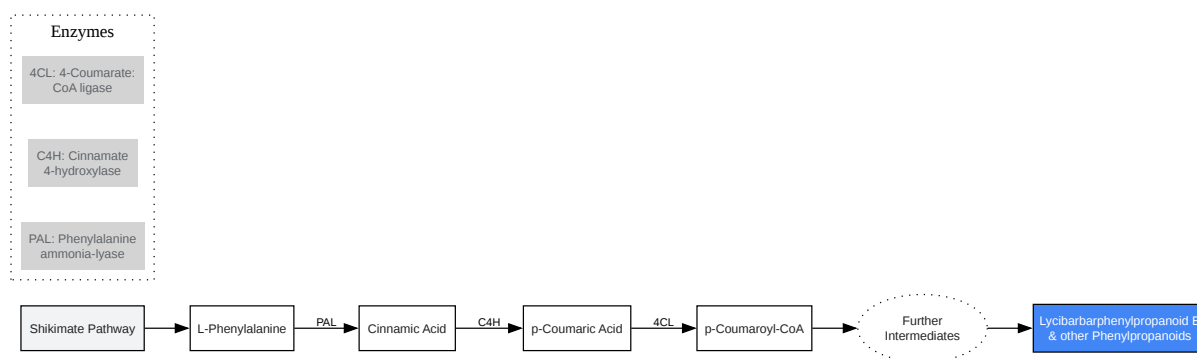 Enzymes
4CL: 4-Coumarate:
CoA ligase
C4H: Cinnamate
4-hydroxylase
PAL: Phenylalanine
ammonia-lyase
Shikimate Pathway
L-Phenylalanine
PAL
Cinnamic Acid
C4H
p-Coumaric Acid
4CL
p-Coumaroyl-CoA
Further
Intermediates
Lycibarbarphenylpropanoid
& other Phenylpropanoids